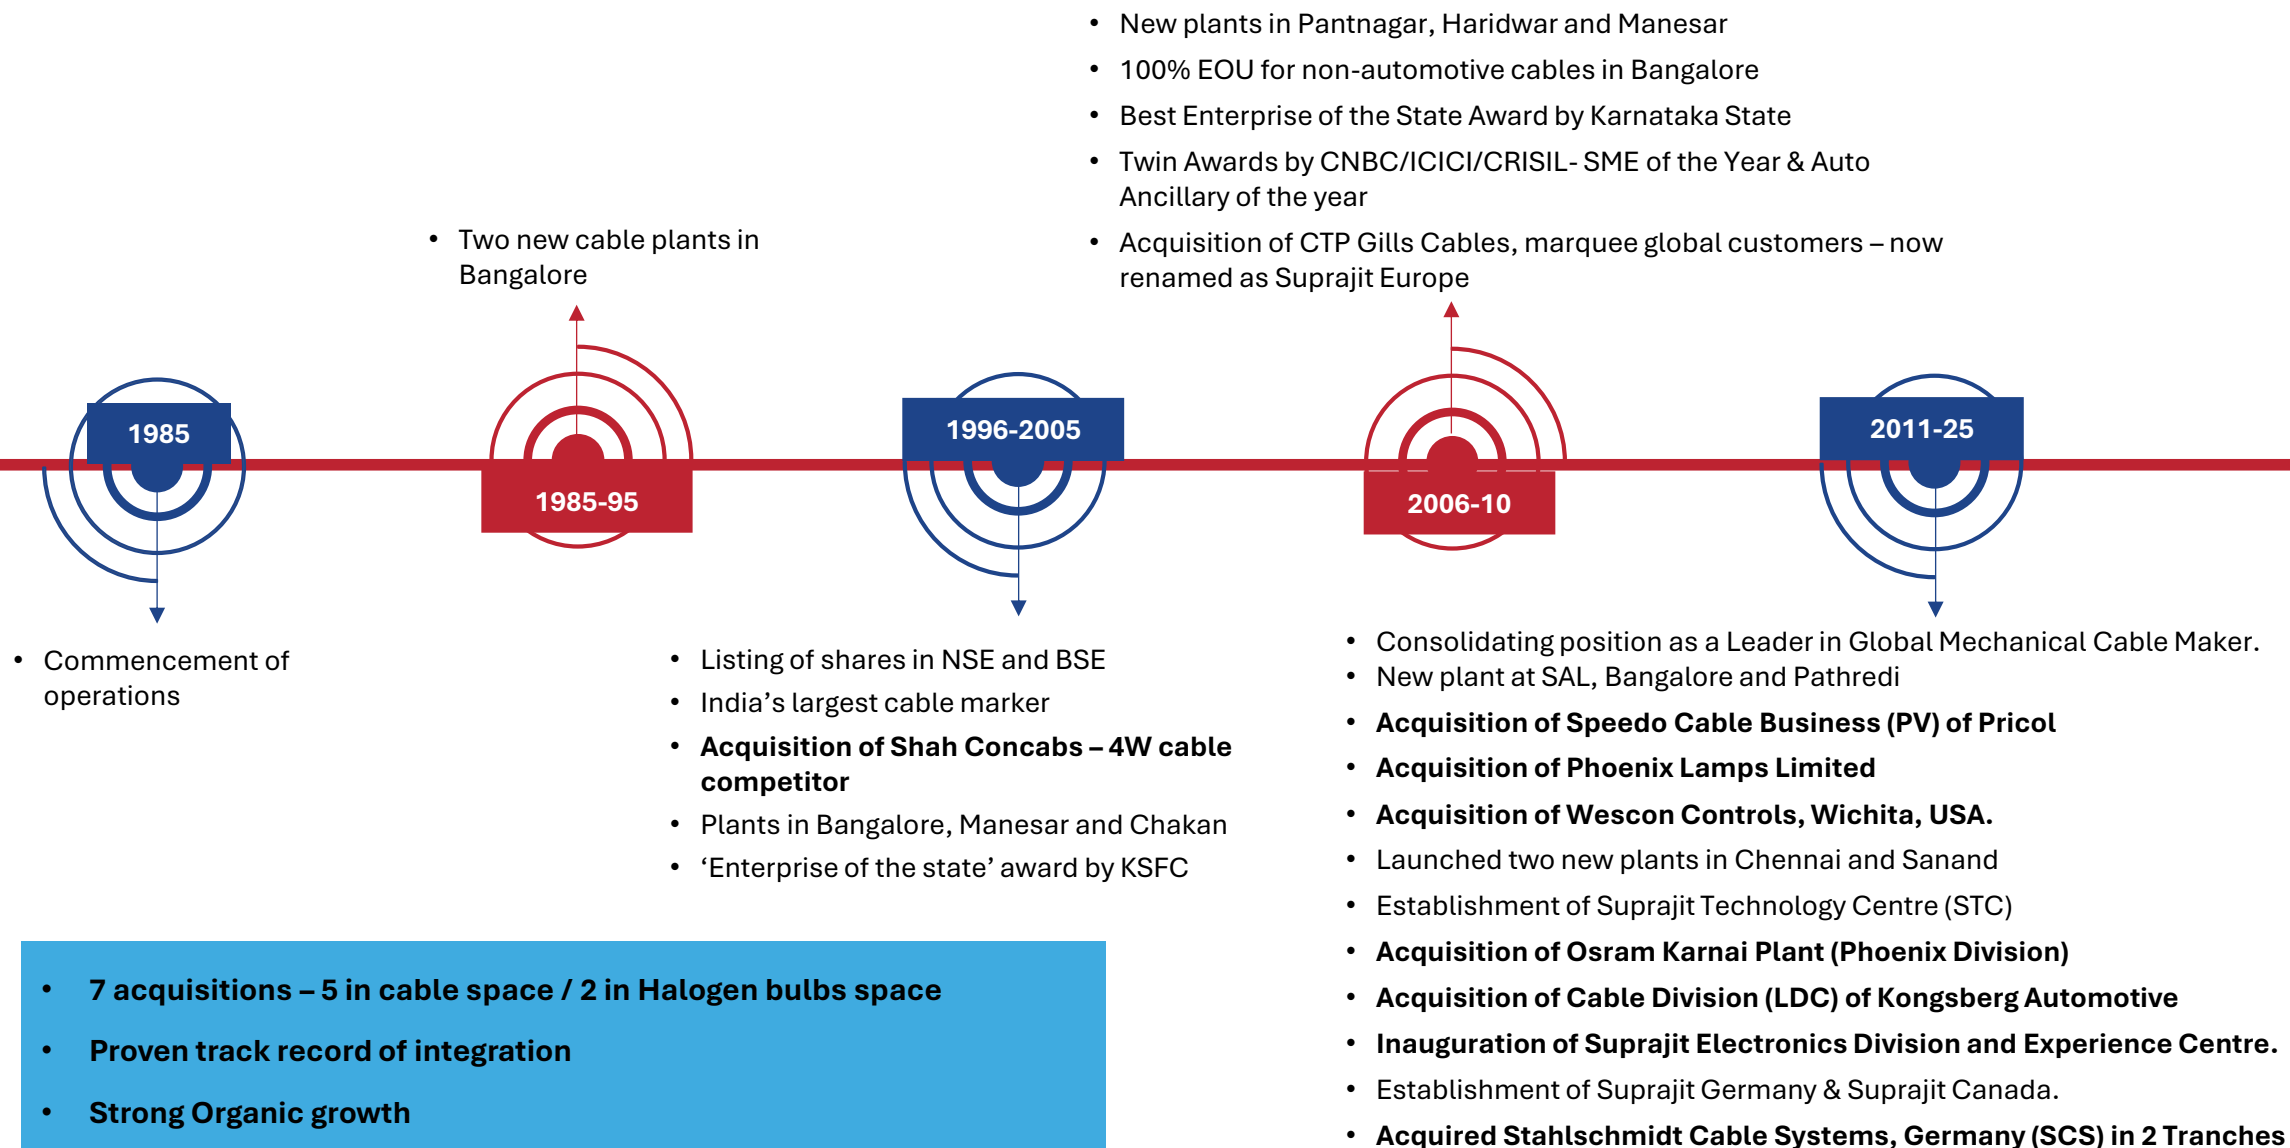 1985
• Commencement of
operations
1985-95
• Two new cable plants in
Bangalore
1996-2005
• Listing of shares in NSE and BSE
• India’s largest cable marker
• Acquisition of Shah Concabs – 4W cable
competitor
• Plants in Bangalore, Manesar and Chakan
• ‘Enterprise of the state’ award by KSFC
2006-10
• New plants in Pantnagar, Haridwar and Manesar
• 100% EOU for non-automotive cables in Bangalore
• Best Enterprise of the State Award by Karnataka State
• Twin Awards by CNBC/ICICI/CRISIL- SME of the Year & Auto
Ancillary of the year
• Acquisition of CTP Gills Cables, marquee global customers – now
renamed as Suprajit Europe
2011-25
• Consolidating position as a Leader in Global Mechanical Cable Maker.
• New plant at SAL, Bangalore and Pathredi
• Acquisition of Speedo Cable Business (PV) of Pricol
• Acquisition of Phoenix Lamps Limited
• Acquisition of Wescon Controls, Wichita, USA.
• Launched two new plants in Chennai and Sanand
• Establishment of Suprajit Technology Centre (STC)
• Acquisition of Osram Karnai Plant (Phoenix Division)
• Acquisition of Cable Division (LDC) of Kongsberg Automotive
• Inauguration of Suprajit Electronics Division and Experience Centre.
• Establishment of Suprajit Germany & Suprajit Canada.
• Acquired Stahlschmidt Cable Systems, Germany (SCS) in 2 Tranches
• 7 acquisitions – 5 in cable space / 2 in Halogen bulbs space
• Proven track record of integration
• Strong Organic growth